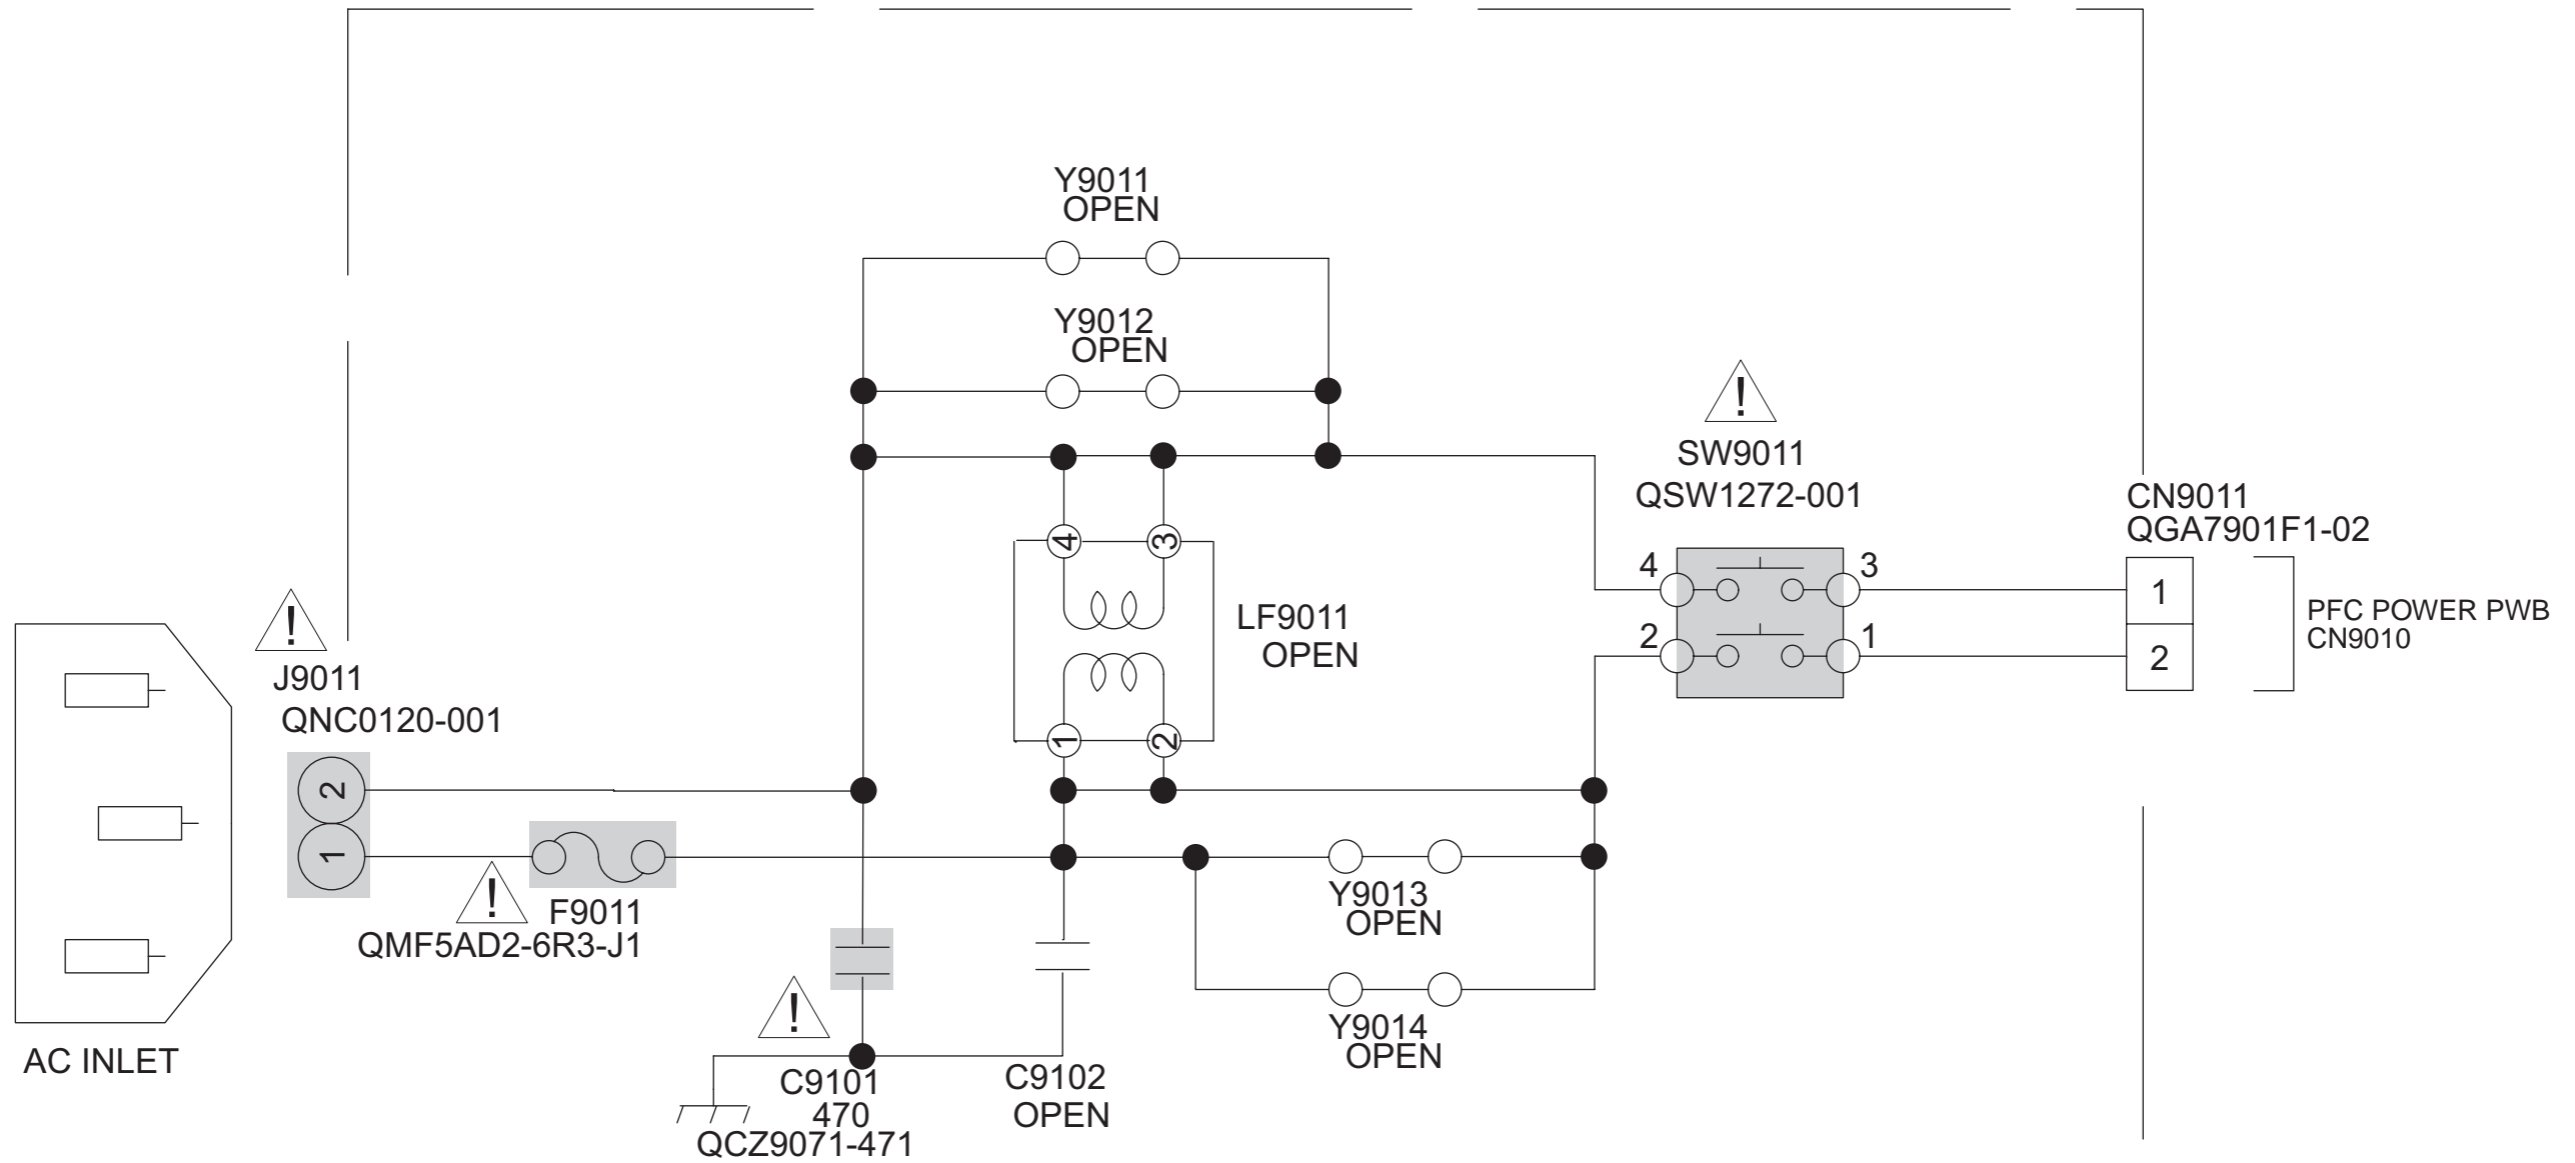 Y9011
OPEN
Y9012
OPEN
!
SW9011
QSW1272-001
CN9011
QGA7901F1-02
4
3
4
3
1
!
LF9011
OPEN
PFC POWER PWB
CN9010
2
1
2
J9011
QNC0120-001
1
2
2
1
!
F9011
QMF5AD2-6R3-J1
Y9013
OPEN
!
Y9014
OPEN
AC INLET
C9101
470
QCZ9071-471
C9102
OPEN